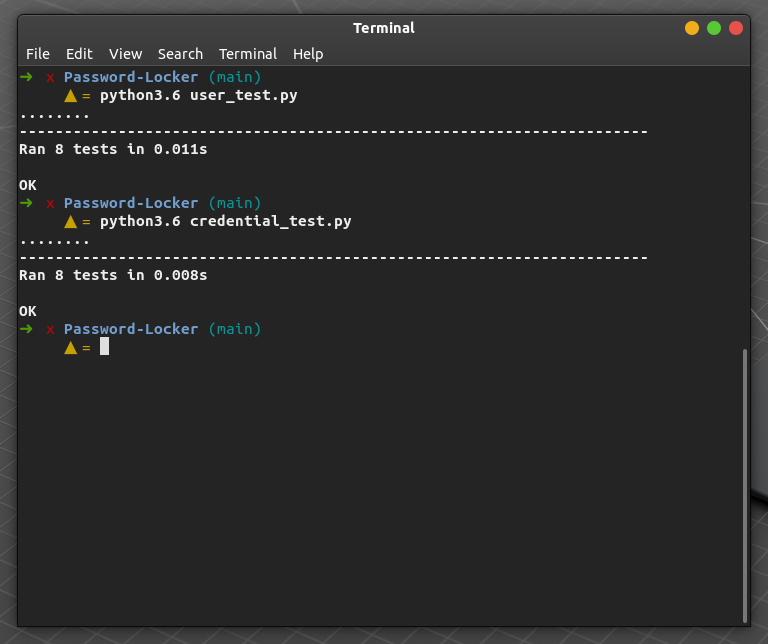 Terminal
File Edit View Search Terminal Help
➜ x Password-Locker (main)
▲ = python3.6 user_test.py
........
----------------------------------------------------------------------
Ran 8 tests in 0.011s
OK
➜ x Password-Locker (main)
▲ = python3.6 credential_test.py
........
----------------------------------------------------------------------
Ran 8 tests in 0.008s
OK
➜ x Password-Locker (main)
▲ =